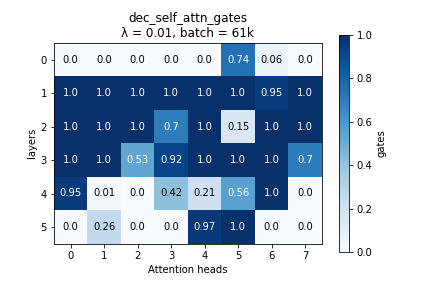 dec_self_attn_gates
λ = 0.01, batch = 61k
0 0.0 0.0 0.0 0.0 0.0 0.74 0.06 0.0
1 1.0 1.0 1.0 1.0 1.0 1.0 0.95 1.0
2 1.0 1.0 1.0 0.7 1.0 0.15 1.0 1.0
3 1.0 1.0 0.53 0.92 1.0 1.0 1.0 0.7
4 0.95 0.01 0.0 0.42 0.21 0.56 1.0 0.0
5 0.0 0.26 0.0 0.0 0.97 1.0 0.0 0.0
0 1 2 3 4 5 6 7
Attention heads
layers
1.0
0.8
0.6
0.4
0.2
0.0
gates